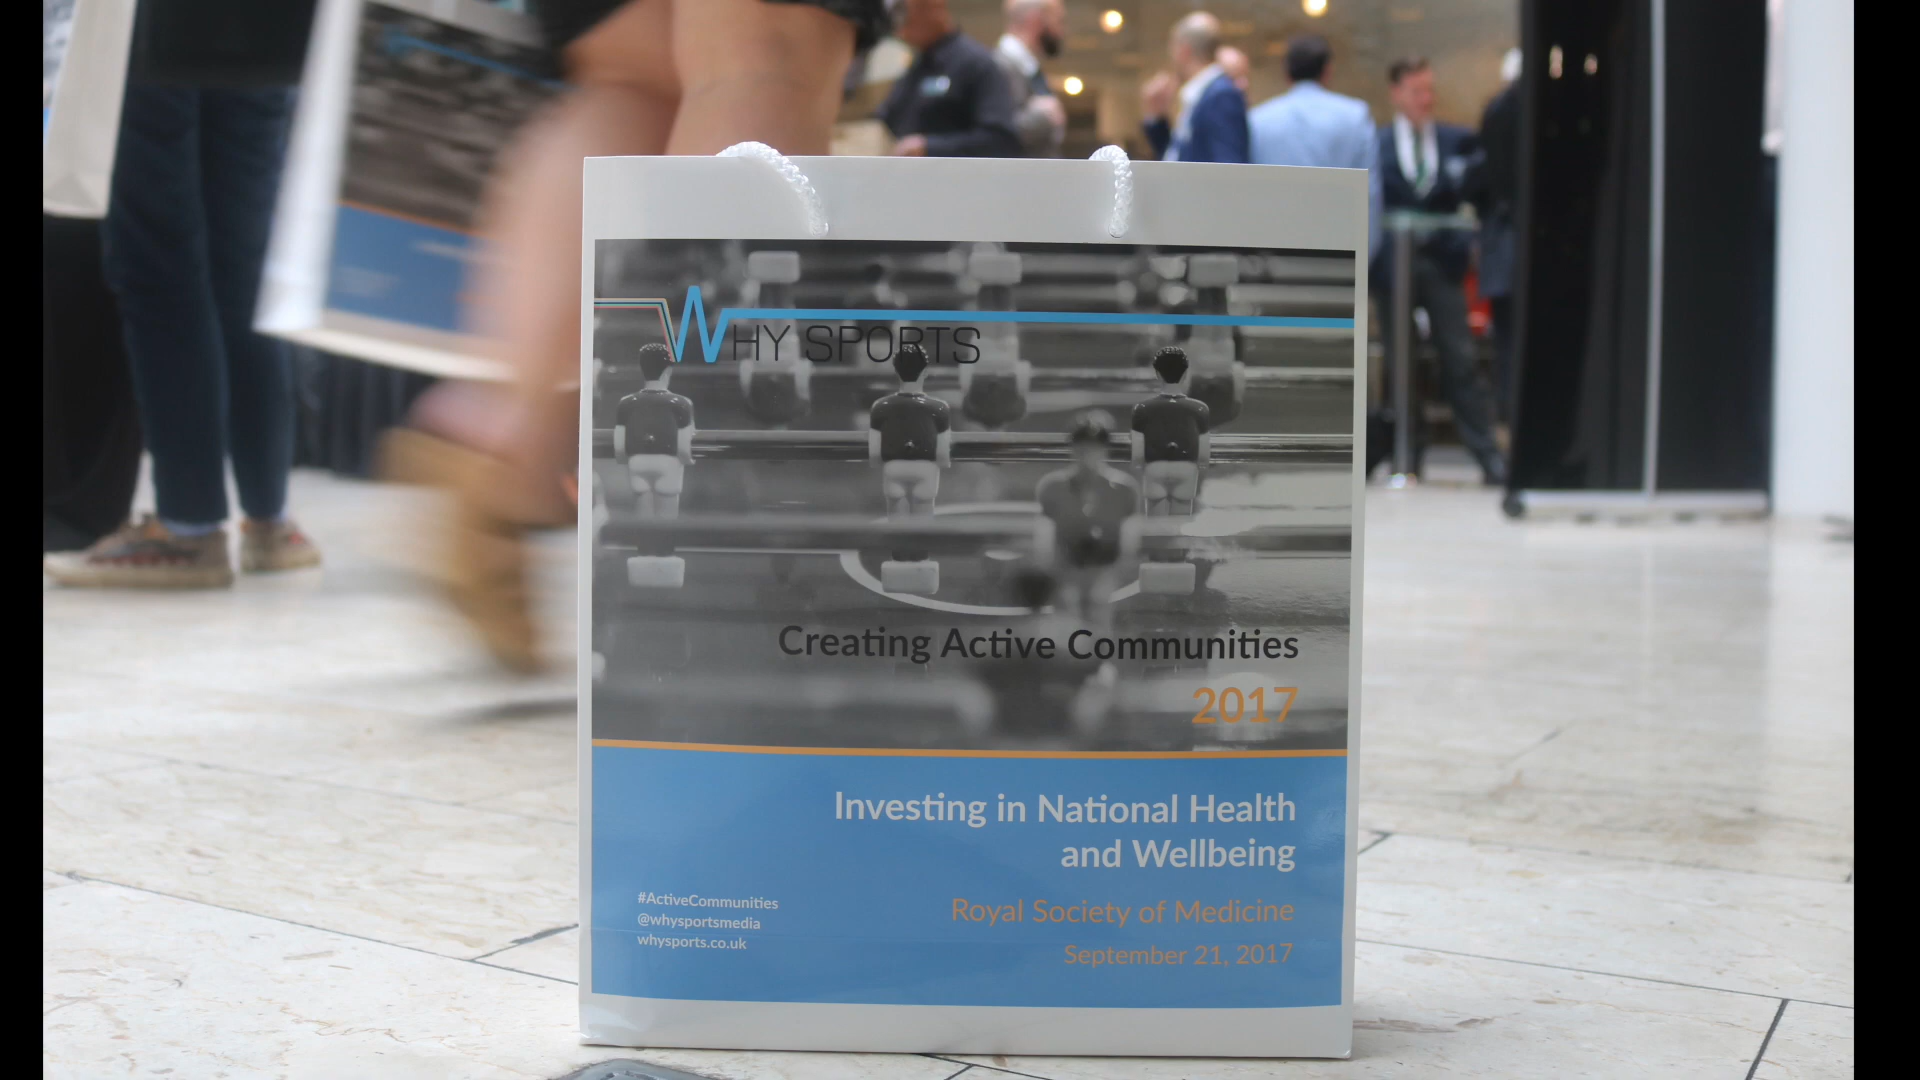 WHY SPORTS
Creating Active Communities
2017
Investing in National Health
and Wellbeing
Royal Society of Medicine
September 21, 2017
#ActiveCommunities
@whysportsmedia
whysports.co.uk